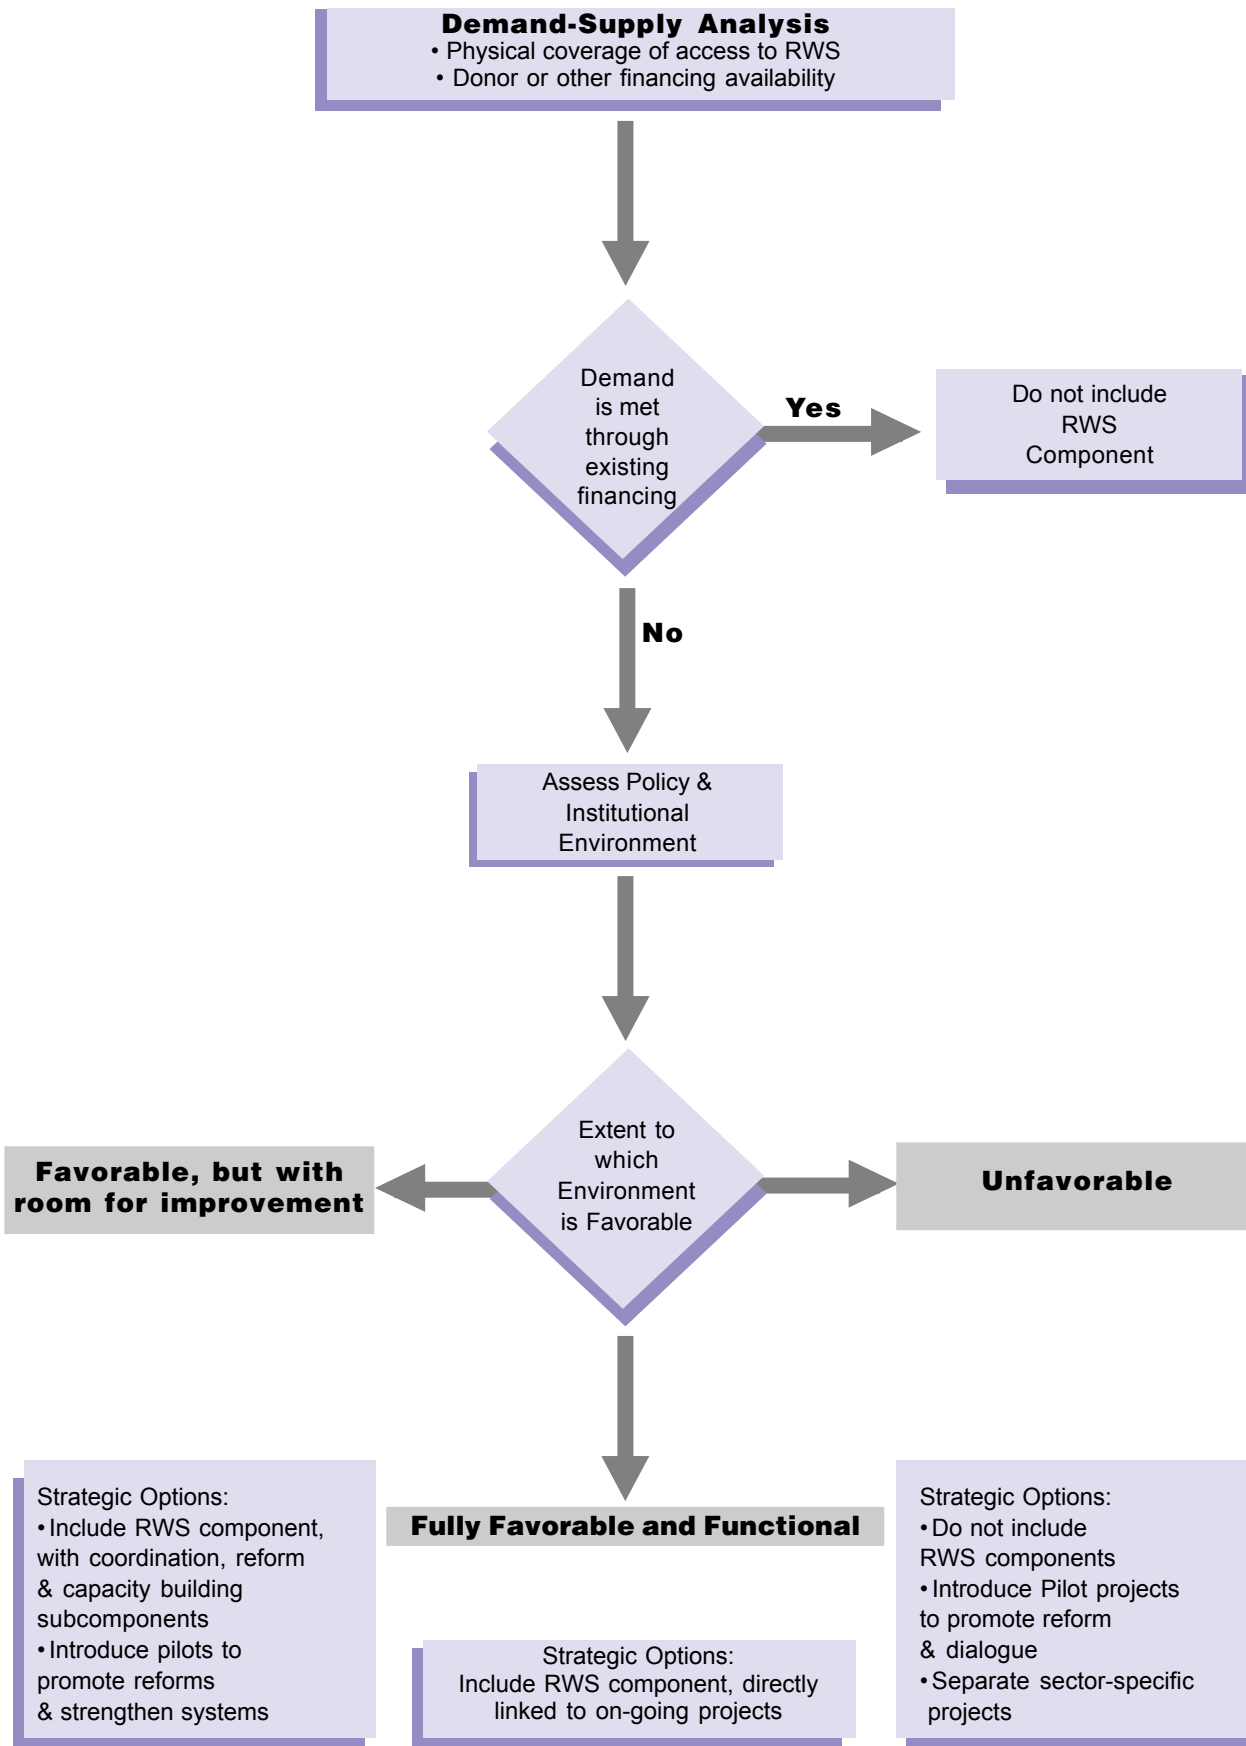 Demand-Supply Analysis
• Physical coverage of access to RWS
• Donor or other financing availability
Demand
is met
through
existing
financing
Yes
Do not include
RWS
Component
No
Assess Policy &
Institutional
Environment
Extent to
which
Environment
is Favorable
Favorable, but with
room for improvement
Unfavorable
Fully Favorable and Functional
Strategic Options:
• Include RWS component,
with coordination, reform
& capacity building
subcomponents
• Introduce pilots to
promote reforms
& strengthen systems
Strategic Options:
Include RWS component, directly
linked to on-going projects
Strategic Options:
• Do not include
RWS components
• Introduce Pilot projects
to promote reform
& dialogue
• Separate sector-specific
projects